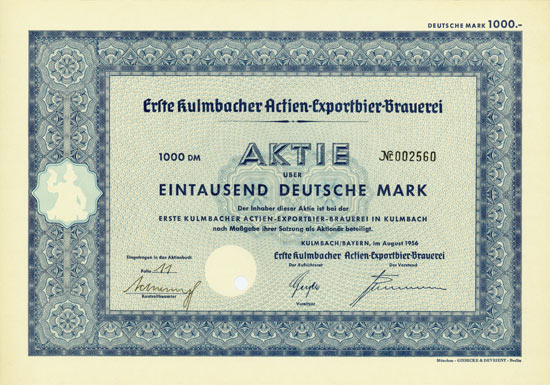 DEUTSCHE MARK 1000.-
Erste Kulmbacher Actien-Exportbier-Brauerei
1000 DM AKTIE № 002560
ÜBER
EINTAUSEND DEUTSCHE MARK
Der Inhaber dieser Aktie ist bei der
ERSTE KULMBACHER ACTIEN-EXPORTBIER-BRAUEREI IN KULMBACH
nach Maßgabe ihrer Satzung als Aktionär beteiligt.
KULMBACH/BAYERN, im August 1956
Eingetragen in das Aktienbuch Erste Kulmbacher Actien-Exportbier-Brauerei
Der Aufsichtsrat Der Vorstand
Folio 11
Kontrollbeamter
Vorsitzer
München - GIESECKE & DEVRIENT - Berlin